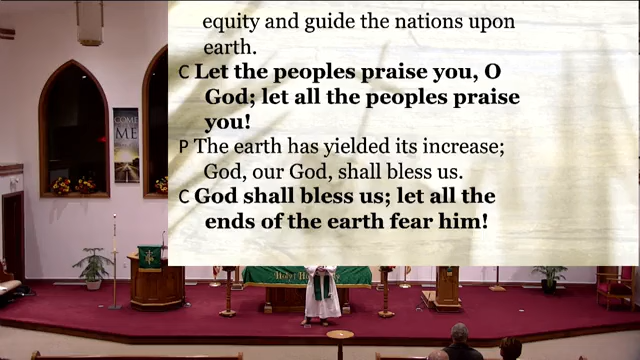 equity and guide the nations upon
earth.
C Let the peoples praise you, O
God; let all the peoples praise
you!
P The earth has yielded its increase;
God, our God, shall bless us.
C God shall bless us; let all the
ends of the earth fear him!
COME
ME